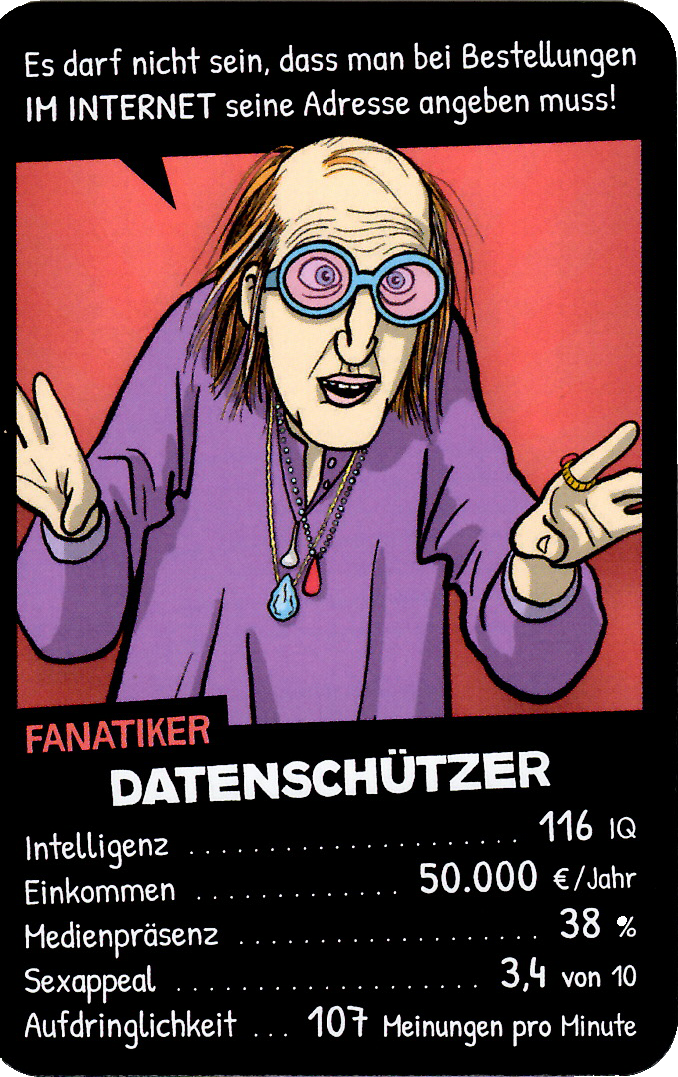 Es darf nicht sein, dass man bei Bestellungen
IM INTERNET seine Adresse angeben muss!
FANATIKER
DATENSCHÜTZER
Intelligenz ..................... 116 IQ
Einkommen ............. 50.000 €/Jahr
Medienpräsenz ................... 38 %
Sexappeal ................... 3,4 von 10
Aufdringlichkeit ... 107 Meinungen pro Minute